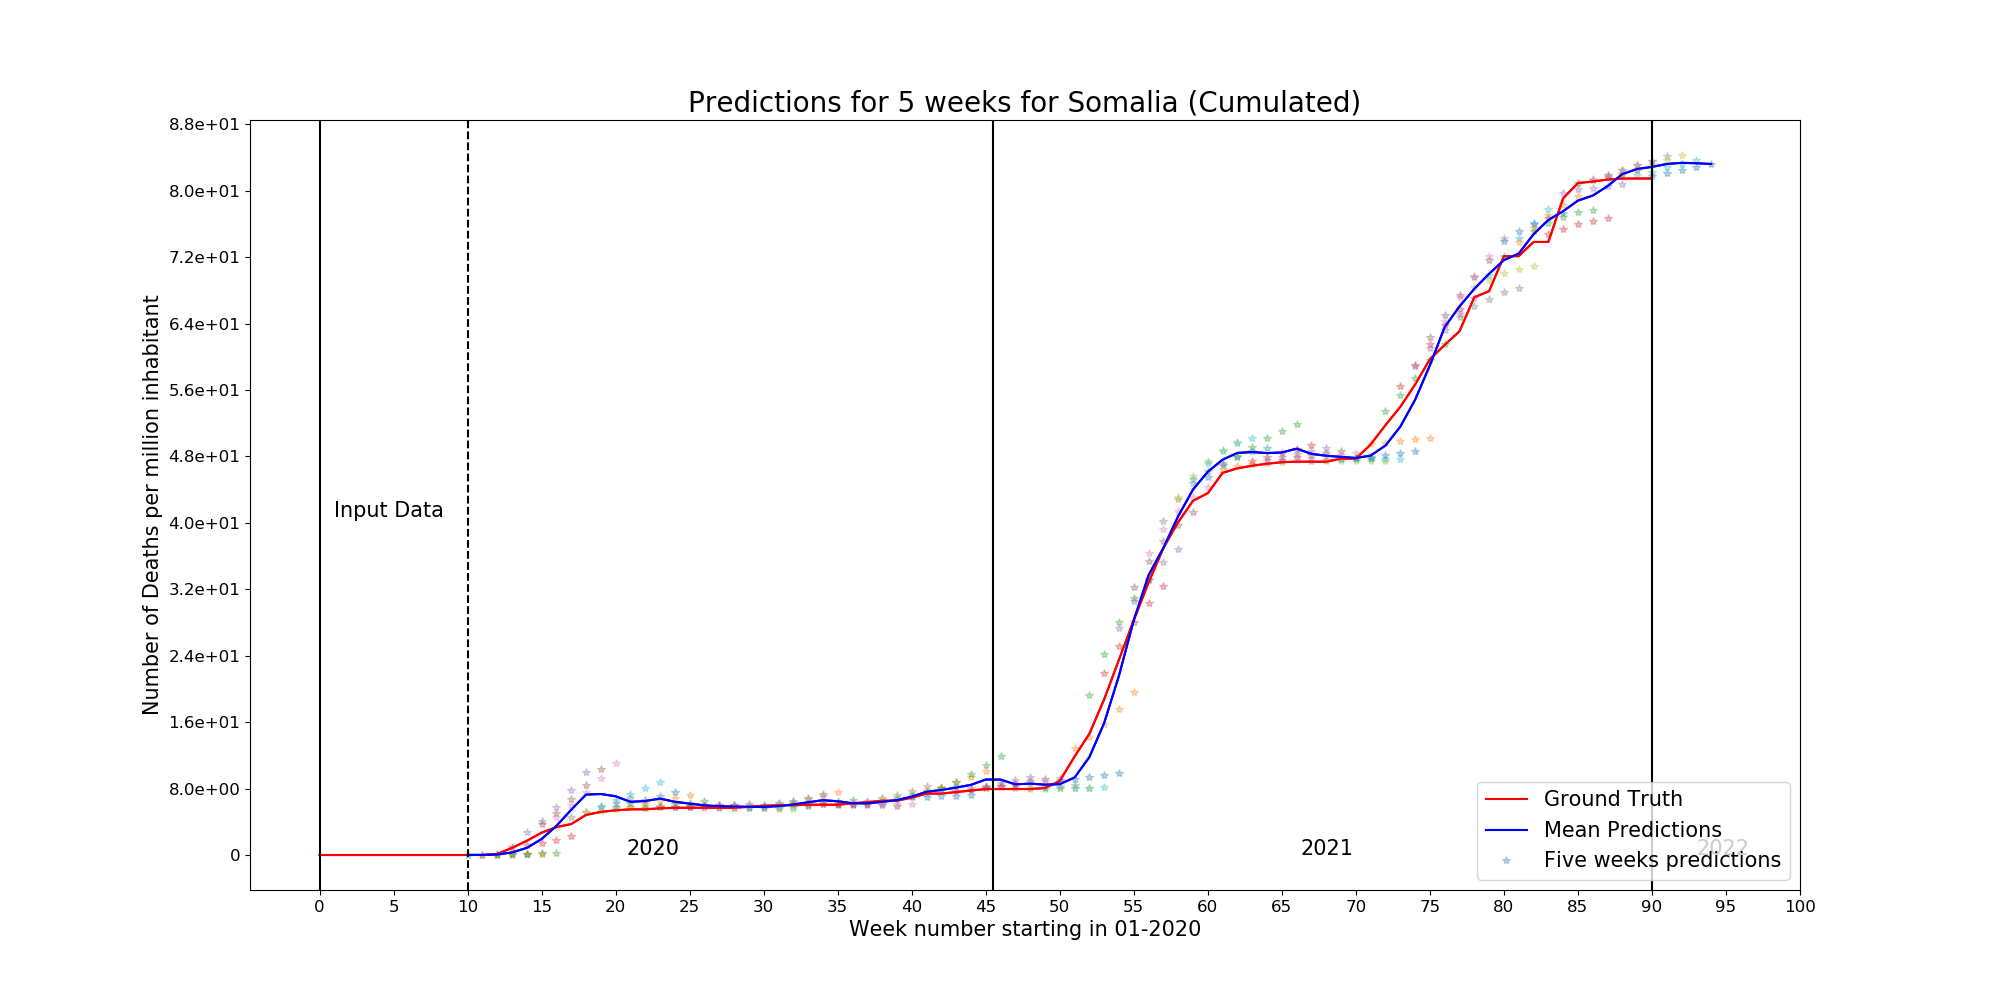 Predictions for 5 weeks for Somalia (Cumulated)
Number of Deaths per million inhabitant
8.8e+01
8.0e+01
7.2e+01
6.4e+01
5.6e+01
4.8e+01
4.0e+01
3.2e+01
2.4e+01
1.6e+01
8.0e+00
0
Input Data
2020
2021
2022
Ground Truth
Mean Predictions
Five weeks predictions
0 5 10 15 20 25 30 35 40 45 50 55 60 65 70 75 80 85 90 95 100
Week number starting in 01-2020